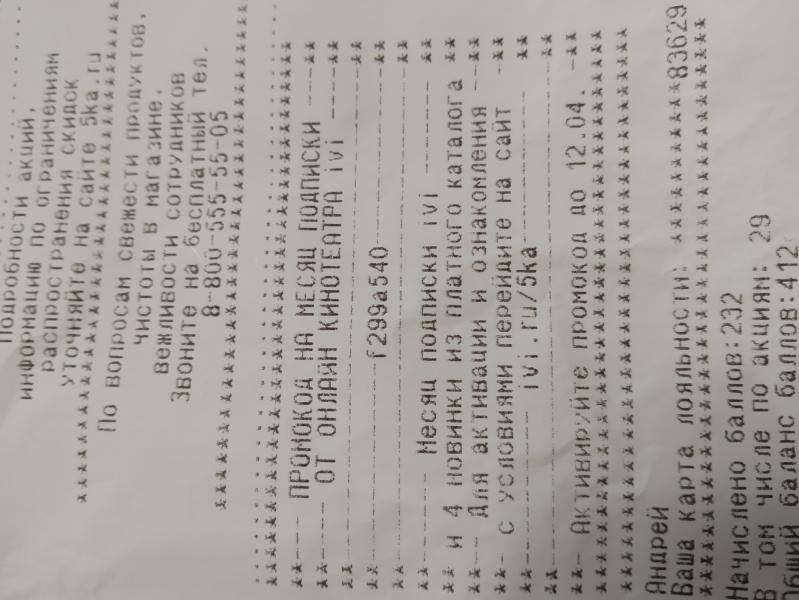 Подробности акций,
информацию по ограничениям
распространения скидок
уточняйте на сайте 5ka.ru
По вопросам свежести продуктов,
чистоты в магазине,
вежливости сотрудников
Звоните на бесплатный тел.
8-800-555-55-05
ПРОМОКОД НА МЕСЯЦ ПОДПИСКИ
ОТ ОНЛАЙН КИНОТЕАТРА ivi
f299a540
Месяц подписки ivi
и 4 новинки из платного каталога
Для активации и ознакомления
с условиями перейдите на сайт
ivi.ru/5ka
Активируйте промокод до 12.04.
Андрей
Ваша карта лояльности:
************83629
Начислено баллов:232
В том числе по акциям: 29
Общий баланс баллов:412